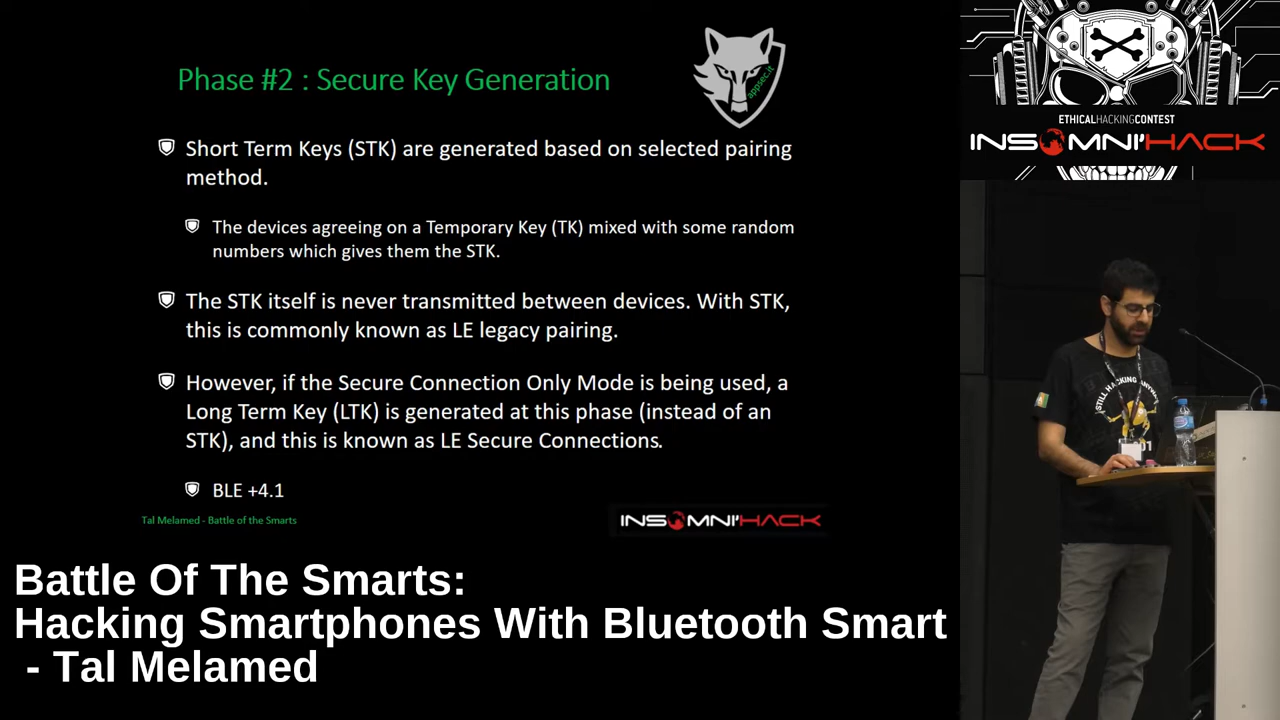 Phase #2 : Secure Key Generation
appsec.it
Short Term Keys (STK) are generated based on selected pairing
method.
The devices agreeing on a Temporary Key (TK) mixed with some random
numbers which gives them the STK.
The STK itself is never transmitted between devices. With STK,
this is commonly known as LE legacy pairing.
However, if the Secure Connection Only Mode is being used, a
Long Term Key (LTK) is generated at this phase (instead of an
STK), and this is known as LE Secure Connections.
BLE +4.1
Tal Melamed - Battle of the Smarts
INSOMNI'HACK
Battle Of The Smarts:
Hacking Smartphones With Bluetooth Smart
- Tal Melamed
ETHICALHACKINGCONTEST
INSOMNI'HACK
STILL HACKING ANYWAY